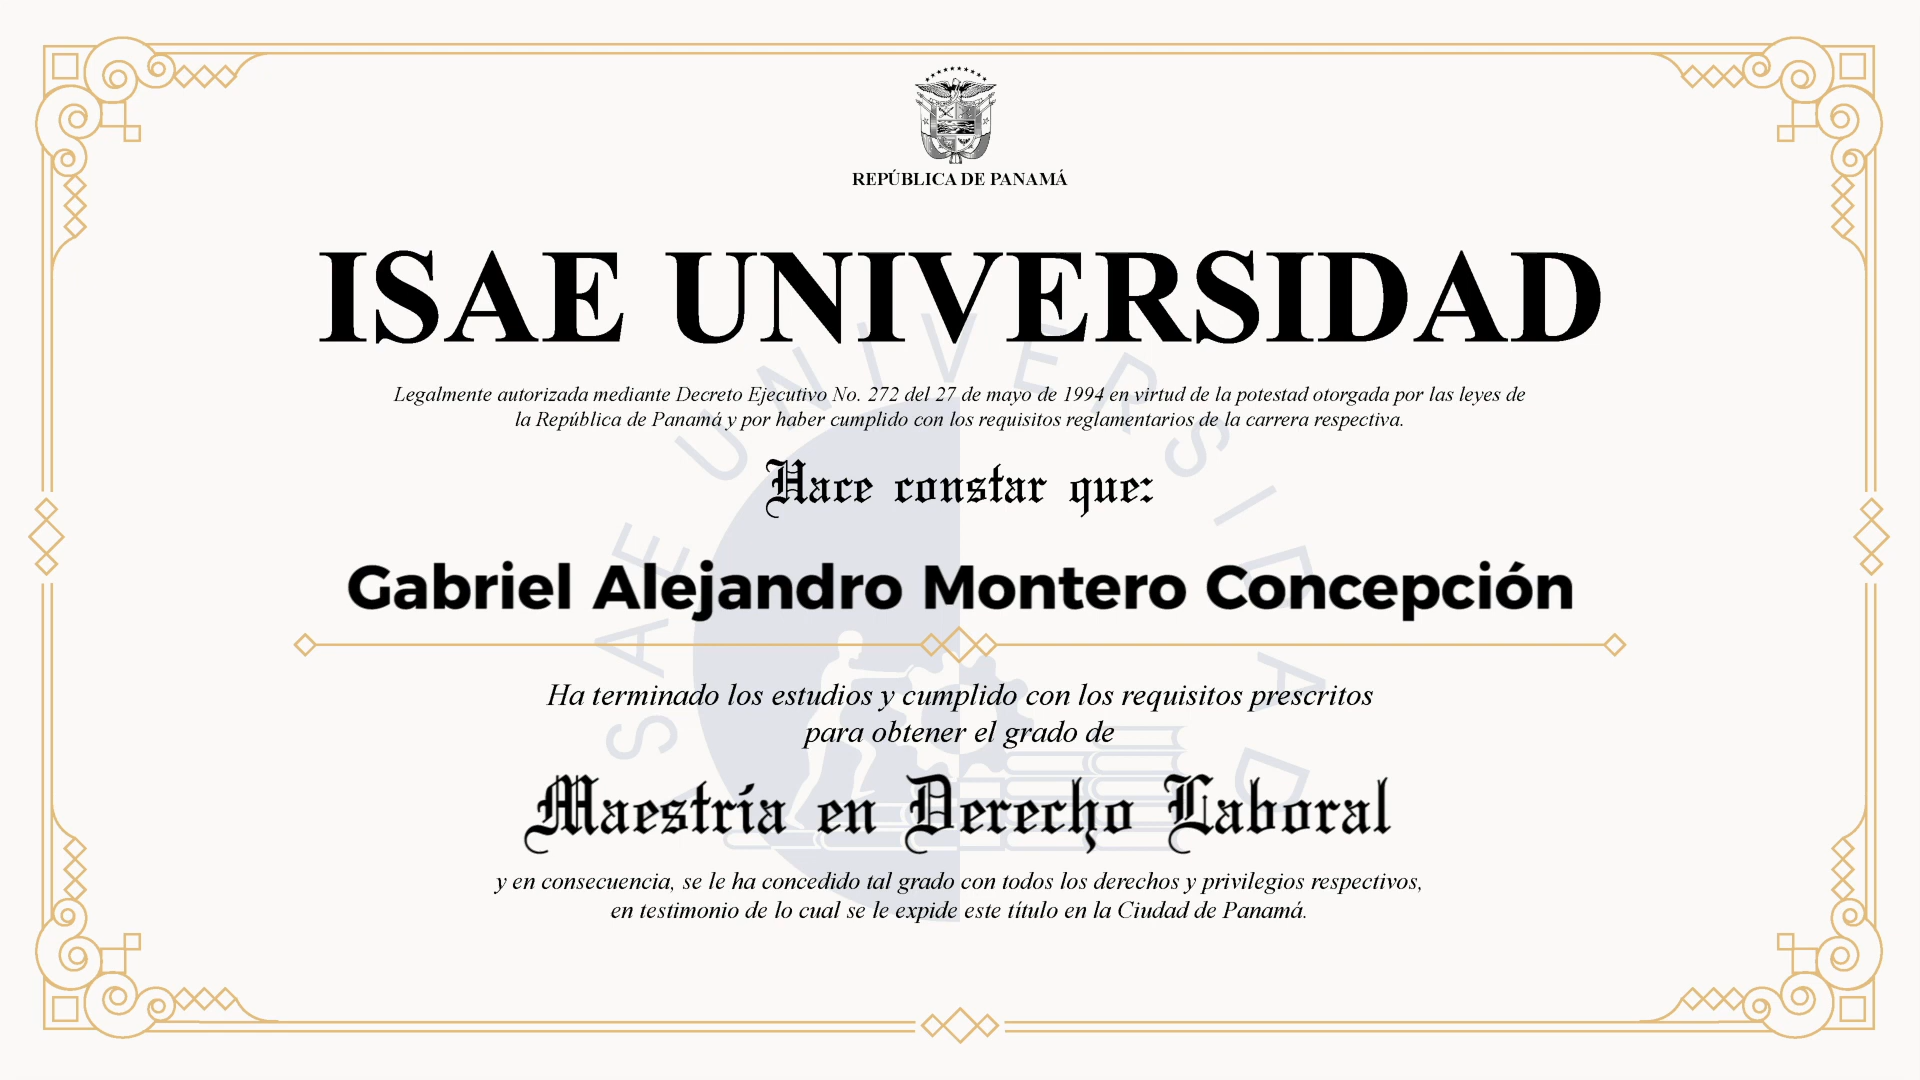 REPÚBLICA DE PANAMÁ
ISAE UNIVERSIDAD
Legalmente autorizada mediante Decreto Ejecutivo No. 272 del 27 de mayo de 1994 en virtud de la potestad otorgada por las leyes de
la República de Panamá y por haber cumplido con los requisitos reglamentarios de la carrera respectiva.
Hace constar que:
Gabriel Alejandro Montero Concepción
Ha terminado los estudios y cumplido con los requisitos prescritos
para obtener el grado de
Maestría en Derecho Laboral
y en consecuencia, se le ha concedido tal grado con todos los derechos y privilegios respectivos,
en testimonio de lo cual se le expide este título en la Ciudad de Panamá.
ISAE UNIVERSIDAD